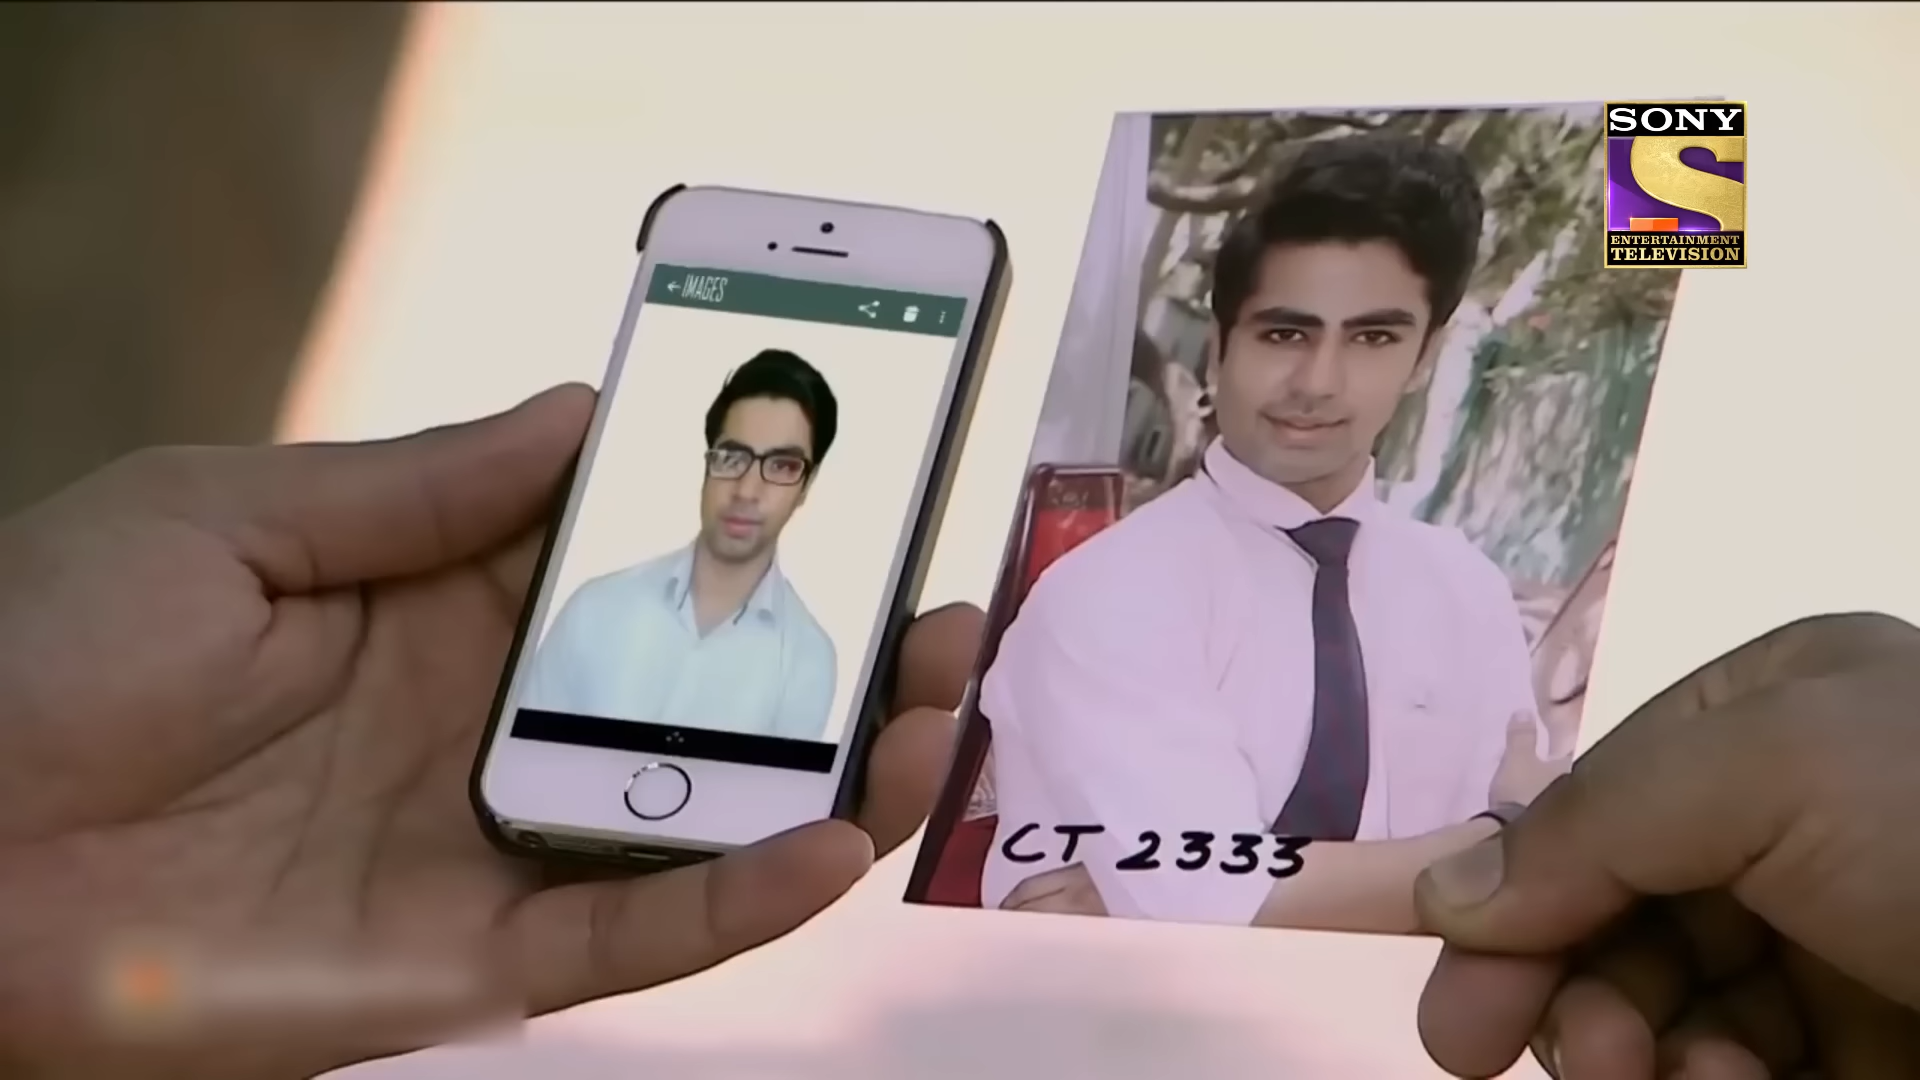 SONY
ENTERTAINMENT
TELEVISION
←IMAGES
CT 2333